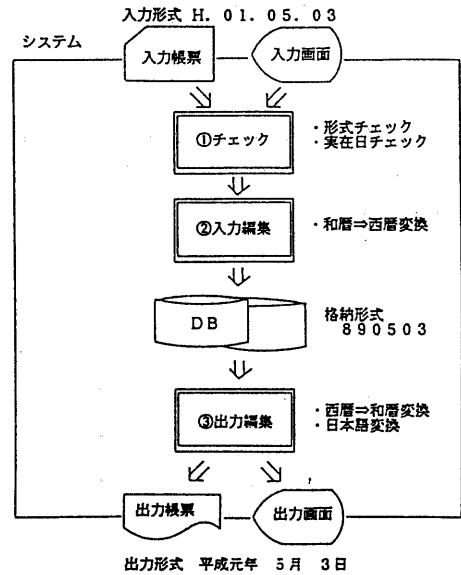 入力形式 H. 01. 05. 03
システム
入力帳票
入力画面
①チェック
・形式チェック
・実在日チェック
②入力編集
・和暦⇒西暦変換
DB
格納形式
890503
③出力編集
・西暦⇒和暦変換
・日本語変換
出力帳票
出力画面
出力形式 平成元年 5月 3日